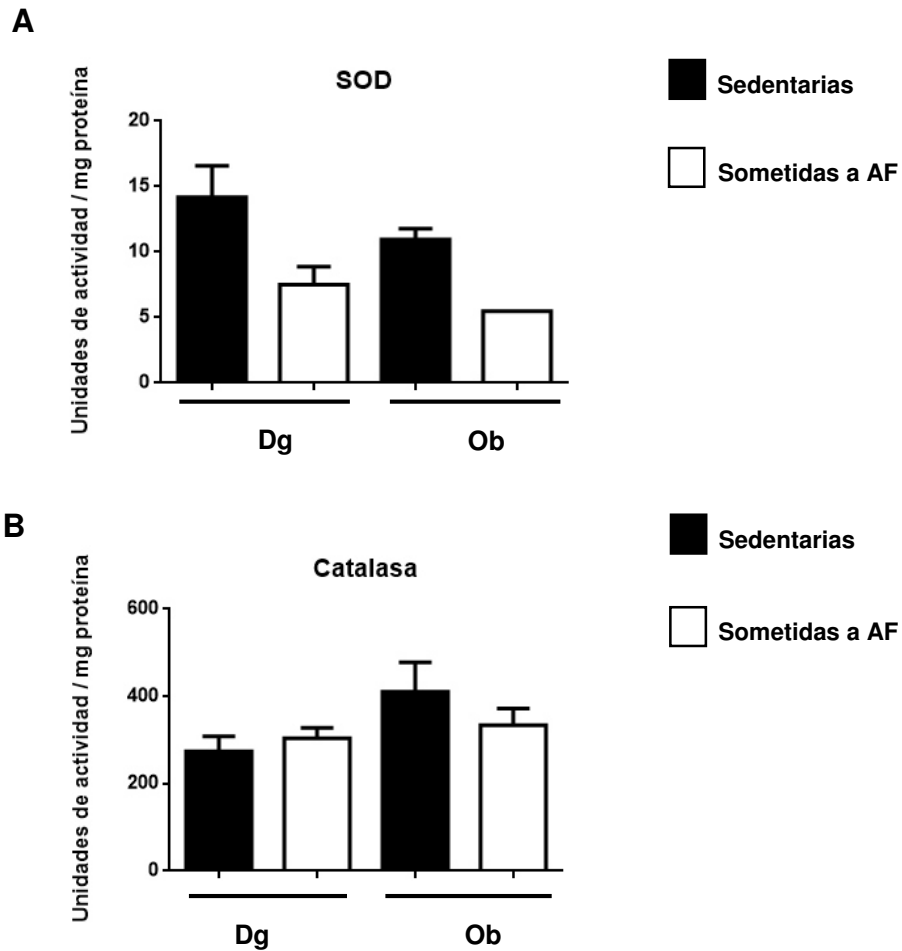 A
SOD
Unidades de actividad / mg proteína
20
15
10
5
0
Dg
Ob
Sedentarias
Sometidas a AF
B
Catalasa
Unidades de actividad / mg proteína
600
400
200
0
Dg
Ob
Sedentarias
Sometidas a AF